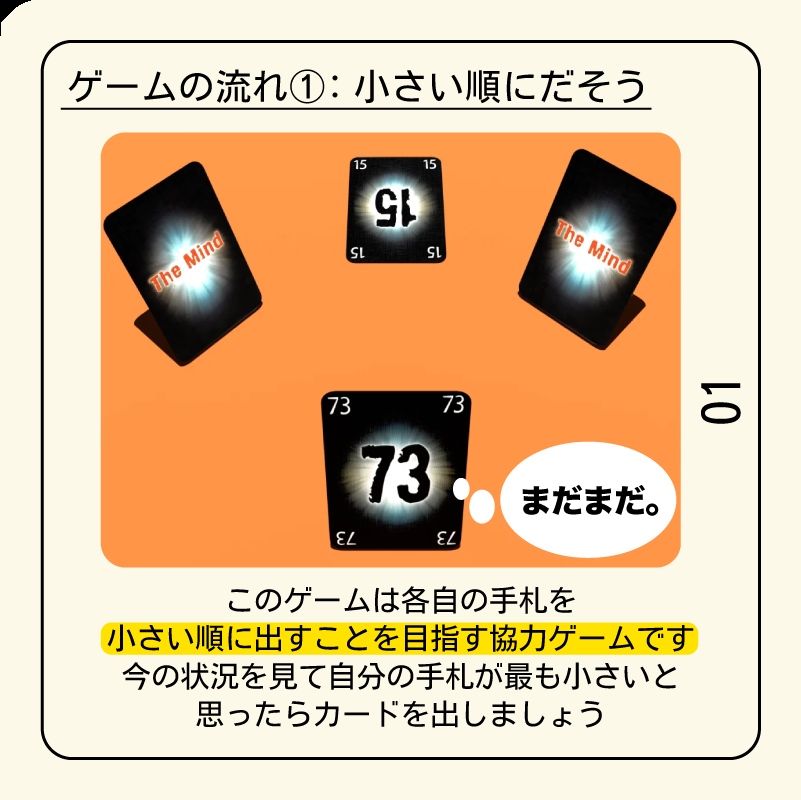 ゲームの流れ①: 小さい順にだそう
The Mind
15 15
15
15 15
The Mind
73 73
73
73 73
まだまだ。
01
このゲームは各自の手札を
小さい順に出すことを目指す協力ゲームです
今の状況を見て自分の手札が最も小さいと
思ったらカードを出しましょう